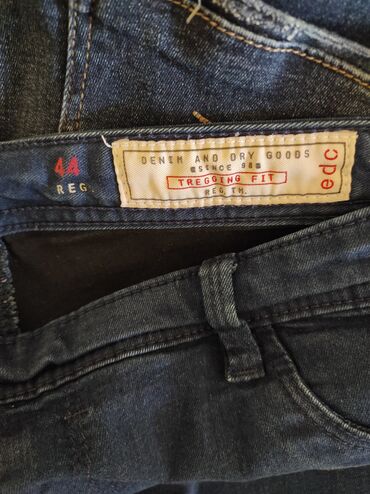 44
REG.
DENIM AND DRY GOODS
SINCE 98
TREGGING FIT
REG.TM.
edc